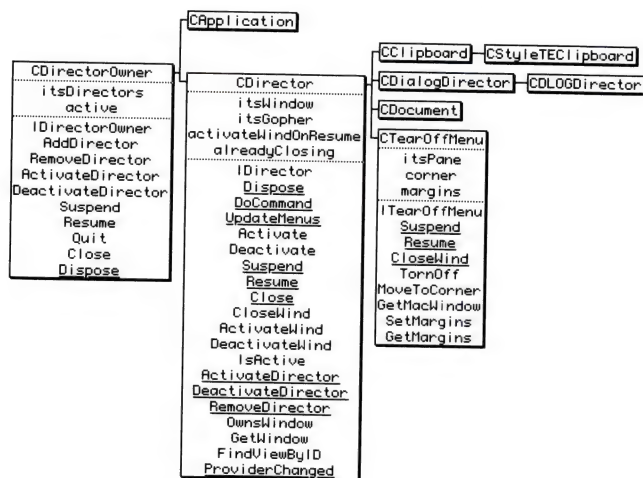 CApplication
CDirectorOwner
itsDirectors
active
IDirectorOwner
AddDirector
RemoveDirector
ActivateDirector
DeactivateDirector
Suspend
Resume
Quit
Close
Dispose
CDirector
itsWindow
itsGopher
activateWindOnResume
alreadyClosing
IDirector
Dispose
DoCommand
UpdateMenus
Activate
Deactivate
Suspend
Resume
Close
CloseWind
ActivateWind
DeactivateWind
IsActive
ActivateDirector
DeactivateDirector
RemoveDirector
OwnsWindow
GetWindow
FindViewByID
ProviderChanged
CClipboard
CStyleTEClipboard
CDialogDirector
CDLOGDirector
CDocument
CTearOffMenu
itsPane
corner
margins
ITearOffMenu
Suspend
Resume
CloseWind
TornOff
MoveToCorner
GetMacWindow
SetMargins
GetMargins